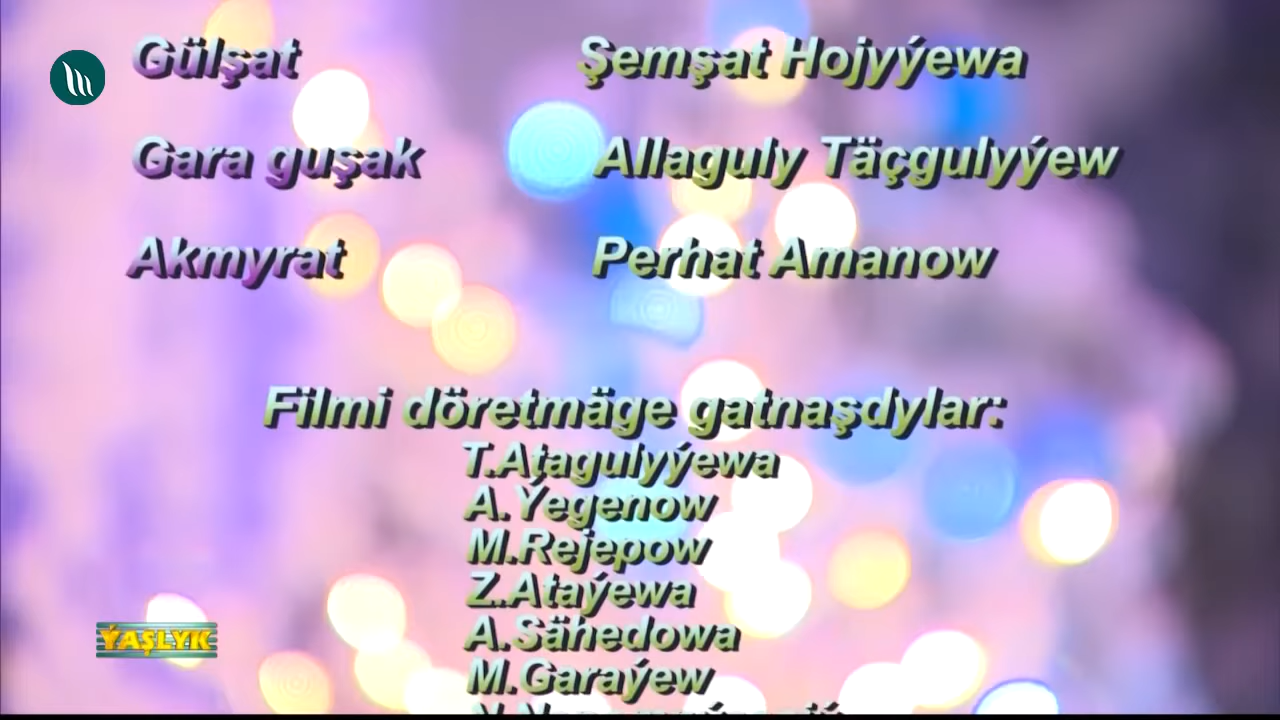 Gülşat Şemşat Hojyýewa
Gara guşak Allaguly Täçgulyýew
Akmyrat Perhat Amanow
Filmi döretmäge gatnaşdylar:
T.Atagulyýewa
A.Ýegenow
M.Rejepow
Z.Ataýewa
A.Sähedowa
M.Garaýew
ÝAŞLYK